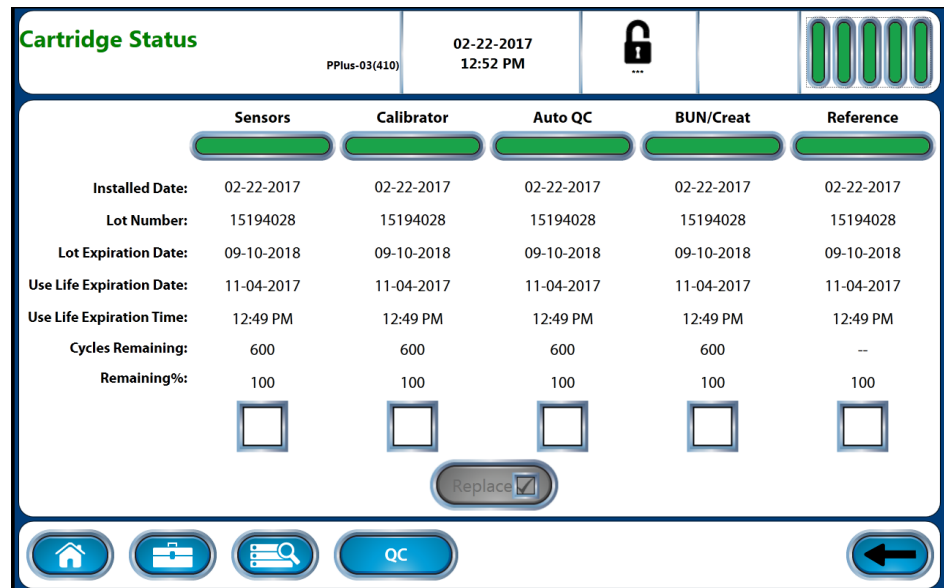 Cartridge Status
PPlus-03(410)
02-22-2017
12:52 PM
***
Sensors Calibrator Auto QC BUN/Creat Reference
Installed Date: 02-22-2017 02-22-2017 02-22-2017 02-22-2017 02-22-2017
Lot Number: 15194028 15194028 15194028 15194028 15194028
Lot Expiration Date: 09-10-2018 09-10-2018 09-10-2018 09-10-2018 09-10-2018
Use Life Expiration Date: 11-04-2017 11-04-2017 11-04-2017 11-04-2017 11-04-2017
Use Life Expiration Time: 12:49 PM 12:49 PM 12:49 PM 12:49 PM 12:49 PM
Cycles Remaining: 600 600 600 600 --
Remaining%: 100 100 100 100 100
Replace
QC